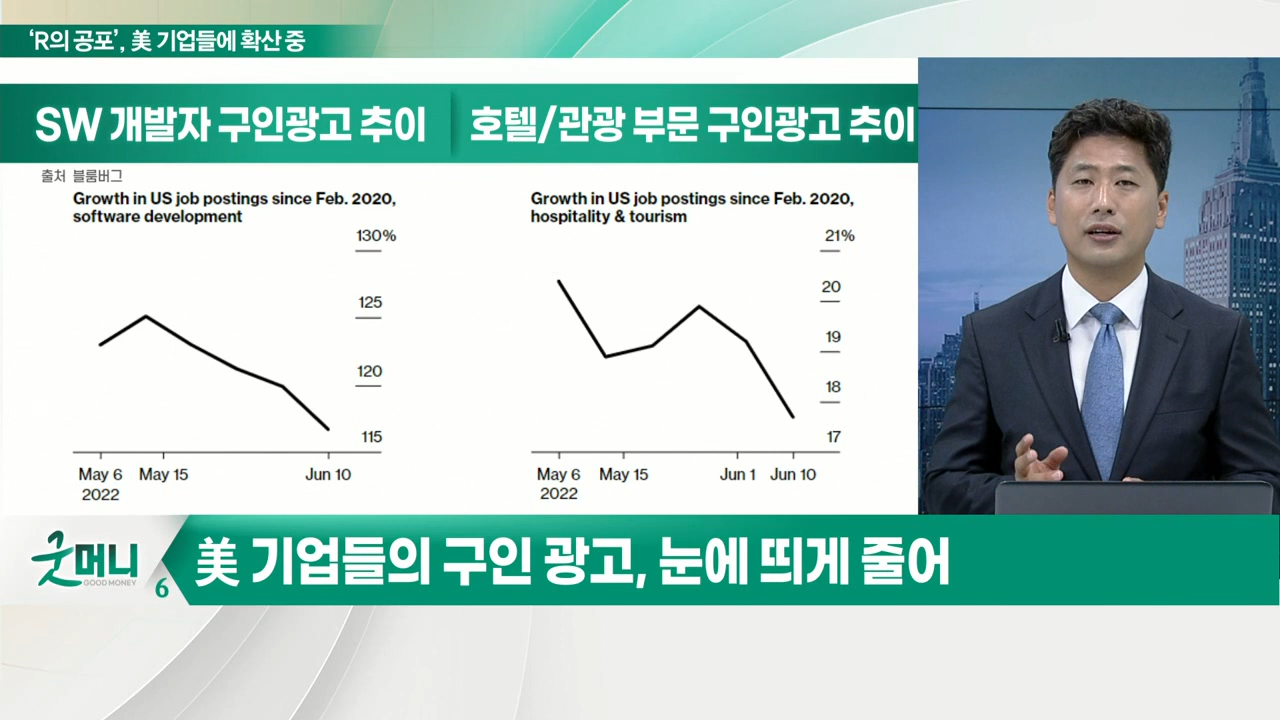 ‘R의 공포’, 美 기업들에 확산 중
SW 개발자 구인광고 추이
호텔/관광 부문 구인광고 추이
출처 블룸버그
Growth in US job postings since Feb. 2020,
software development
130%
125
120
115
May 6
2022
May 15
Jun 10
Growth in US job postings since Feb. 2020,
hospitality & tourism
21%
20
19
18
17
May 6
2022
May 15
Jun 1
Jun 10
굿머니
GOOD MONEY
6
美 기업들의 구인 광고, 눈에 띄게 줄어